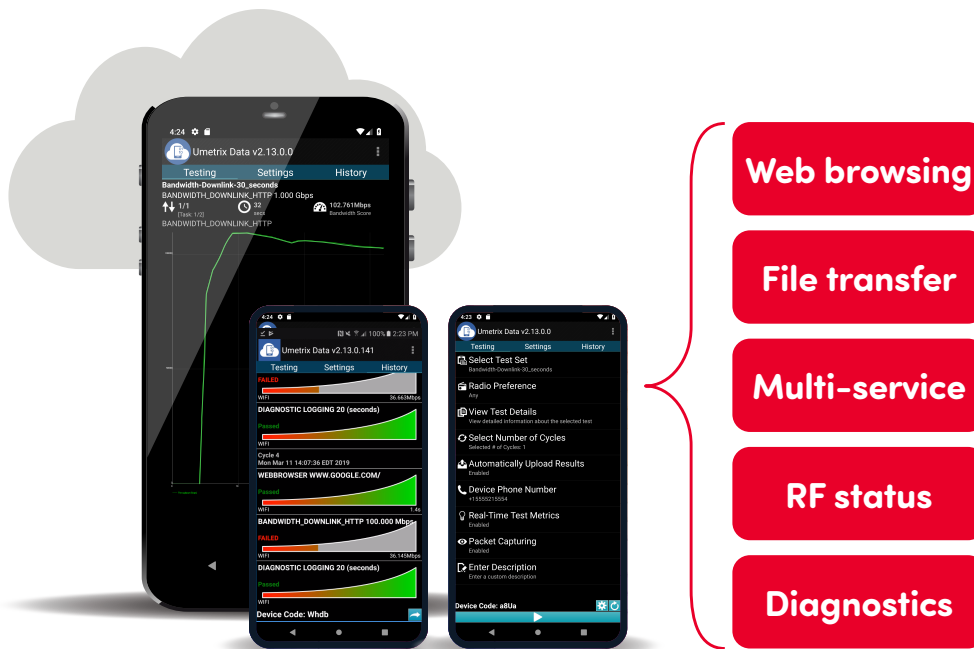 4:24
Umetrix Data v2.13.0.0
Testing Settings History
Bandwidth-Downlink-30_seconds
BANDWIDTH_DOWNLINK_HTTP 1.000 Gbps
1/1
[Task: 1/2]
32
secs
102.761Mbps
Bandwidth Score
BANDWIDTH_DOWNLINK_HTTP
4:24
100% 2:23 PM
Umetrix Data v2.13.0.141
Testing Settings History
FAILED
WIFI 36.663Mbps
DIAGNOSTIC LOGGING 20 (seconds)
Passed
WIFI
Cycle 4
Mon Mar 11 14:07:36 EDT 2019
WEBBROWSER WWW.GOOGLE.COM/
Passed
WIFI 1.4s
BANDWIDTH_DOWNLINK_HTTP 100.000 Mbps
FAILED
WIFI 36.145Mbps
DIAGNOSTIC LOGGING 20 (seconds)
Passed
WIFI
Device Code: Whdb
4:23
Umetrix Data v2.13.0.0
Testing Settings History
Select Test Set
Bandwidth-Downlink-30_seconds
Radio Preference
Any
View Test Details
View detailed information about the selected test
Select Number of Cycles
Selected # of Cycles: 1
Automatically Upload Results
Enabled
Device Phone Number
+15555215554
Real-Time Test Metrics
Enabled
Packet Capturing
Enabled
Enter Description
Enter a custom description
Device Code: a8Ua
Web browsing
File transfer
Multi-service
RF status
Diagnostics